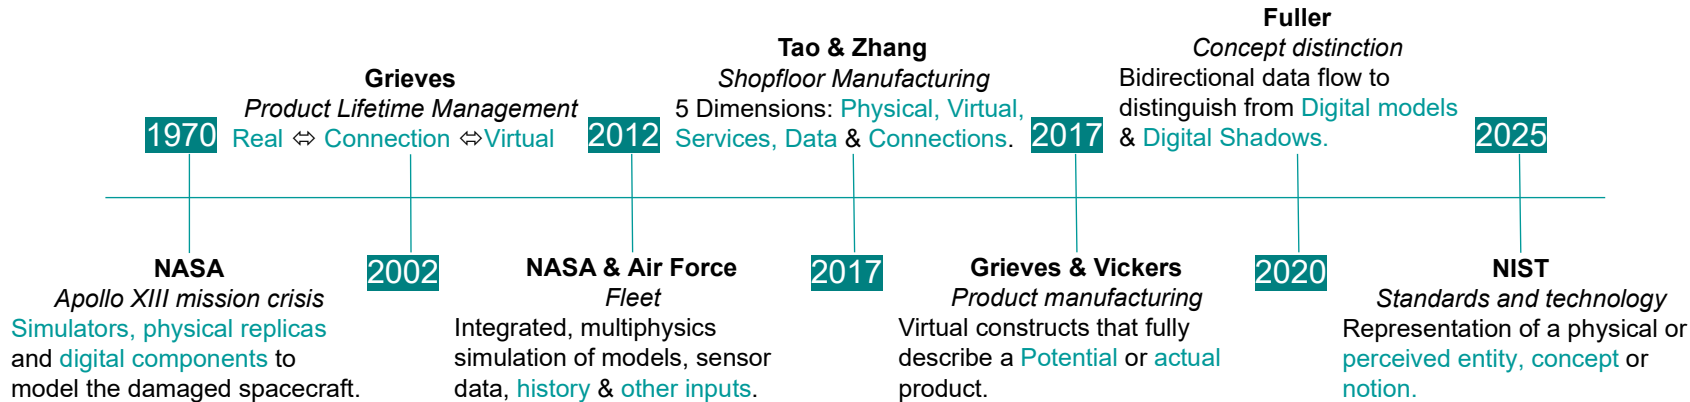 1970
NASA
Apollo XIII mission crisis
Simulators, physical replicas
and digital components to
model the damaged spacecraft.
Grieves
Product Lifetime Management
Real ⬄ Connection ⬄Virtual
2002
2012
NASA & Air Force
Fleet
Integrated, multiphysics
simulation of models, sensor
data, history & other inputs.
Tao & Zhang
Shopfloor Manufacturing
5 Dimensions: Physical, Virtual,
Services, Data & Connections.
2017
2017
Grieves & Vickers
Product manufacturing
Virtual constructs that fully
describe a Potential or actual
product.
Fuller
Concept distinction
Bidirectional data flow to
distinguish from Digital models
& Digital Shadows.
2020
2025
NIST
Standards and technology
Representation of a physical or
perceived entity, concept or
notion.